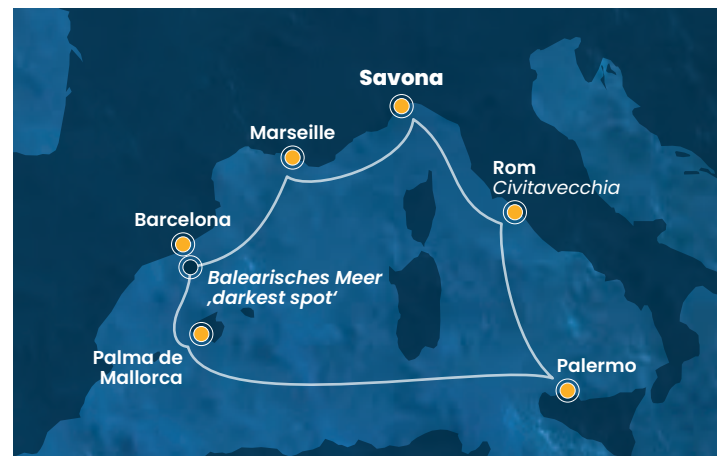 Savona
Marseille
Rom
Civitavecchia
Barcelona
Balearisches Meer
‚darkest spot‘
Palma de
Mallorca
Palermo